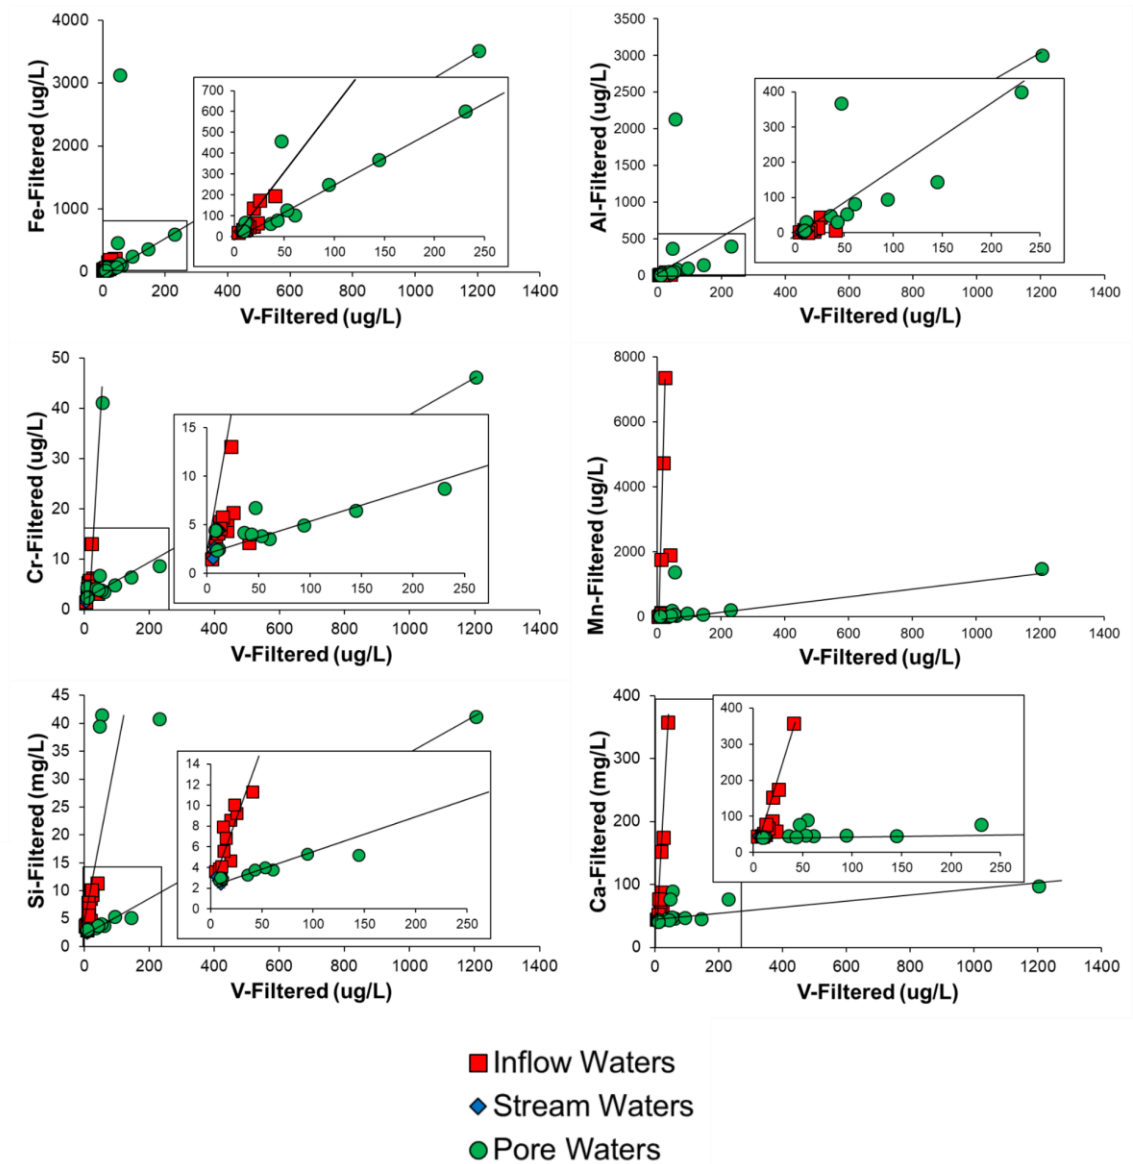 4000
3000
2000
1000
0
Fe-Filtered (ug/L)
700
600
500
400
300
200
100
0
0 50 100 150 200 250
0 200 400 600 800 1000 1200 1400
V-Filtered (ug/L)
3500
3000
2500
2000
1500
1000
500
0
Al-Filtered (ug/L)
400
300
200
100
0
0 50 100 150 200 250
0 200 400 600 800 1000 1200 1400
V-Filtered (ug/L)
50
40
30
20
10
0
Cr-Filtered (ug/L)
15
10
5
0
0 50 100 150 200 250
0 200 400 600 800 1000 1200 1400
V-Filtered (ug/L)
8000
6000
4000
2000
0
Mn-Filtered (ug/L)
0 200 400 600 800 1000 1200 1400
V-Filtered (ug/L)
45
40
35
30
25
20
15
10
5
0
Si-Filtered (mg/L)
14
12
10
8
6
4
2
0
0 50 100 150 200 250
0 200 400 600 800 1000 1200 1400
V-Filtered (ug/L)
400
300
200
100
0
Ca-Filtered (mg/L)
400
300
200
100
0
0 50 100 150 200 250
0 200 400 600 800 1000 1200 1400
V-Filtered (ug/L)
Inflow Waters
Stream Waters
Pore Waters